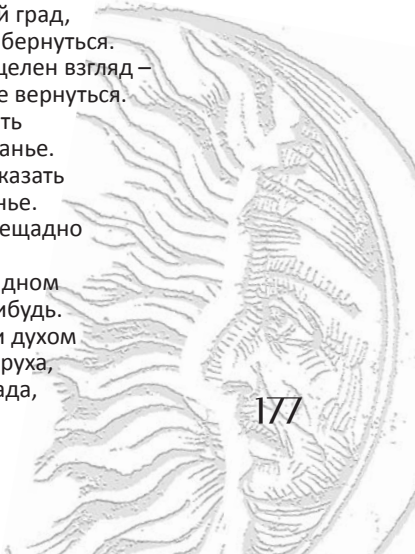 й град,
бернуться.
целен взгляд –
е вернуться.
ть
анье.
казать
нье.
ещадно
дном
ибудь.
и духом
руха,
ада,
177